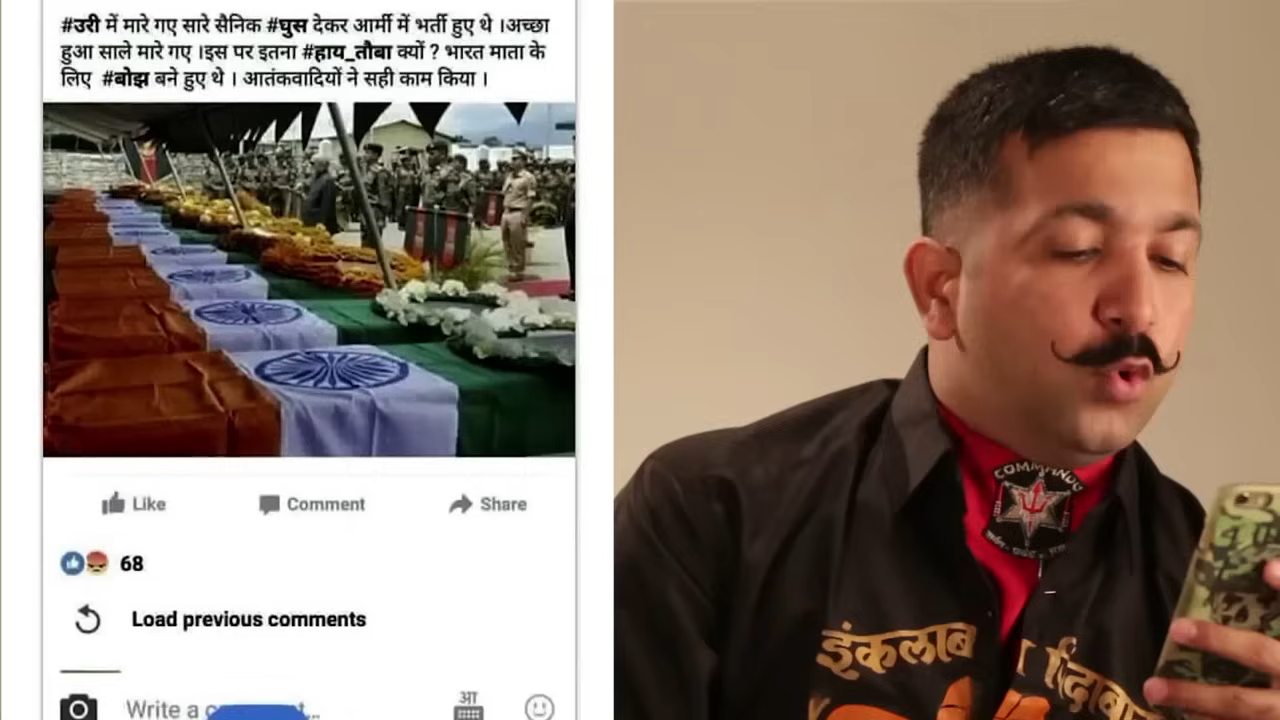 #उरी में मारे गए सारे सैनिक #घुस देकर आर्मी में भर्ती हुए थे ।अच्छा
हुआ साले मारे गए ।इस पर इतना #हाय_तौबा क्यों ? भारत माता के
लिए #बोझ बने हुए थे । आतंकवादियों ने सही काम किया ।
Like
Comment
Share
68
Load previous comments
Write a
आ
COMMANDO
इंकलाब